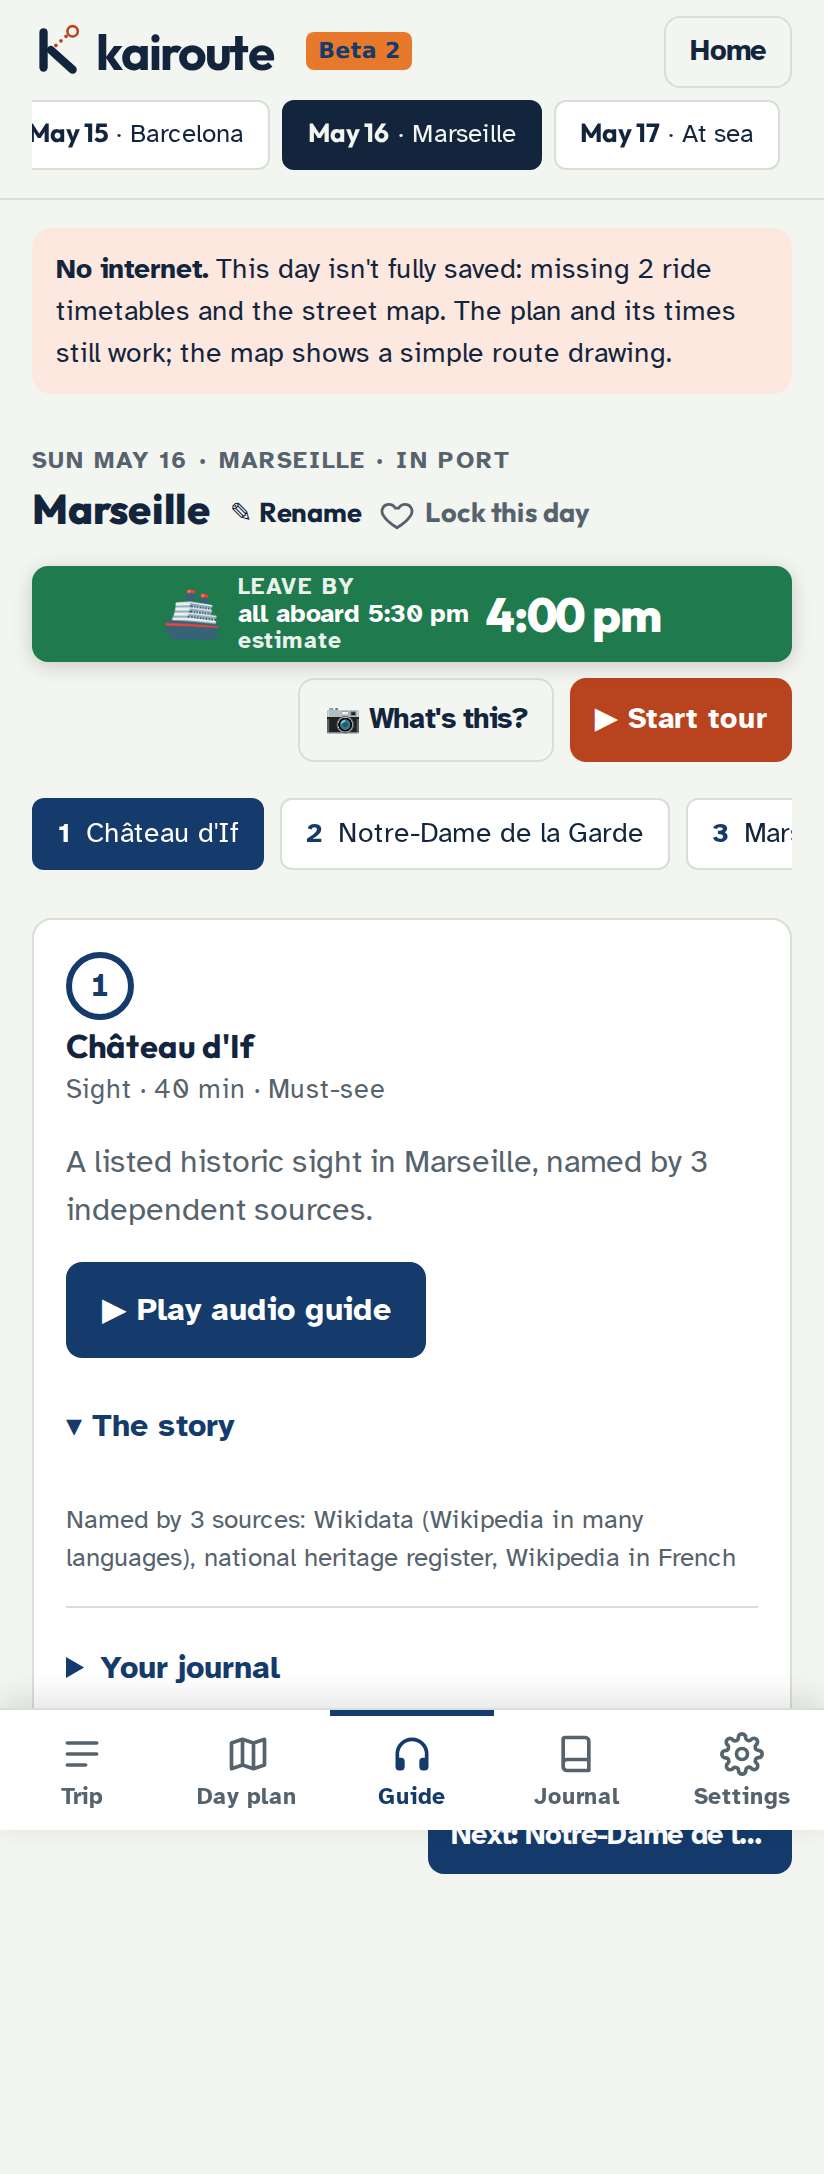 kairoute
Beta 2
Home
May 15 · Barcelona
May 16 · Marseille
May 17 · At sea
No internet. This day isn't fully saved: missing 2 ride
timetables and the street map. The plan and its times
still work; the map shows a simple route drawing.
SUN MAY 16 · MARSEILLE · IN PORT
Marseille
✎ Rename
Lock this day
LEAVE BY
all aboard 5:30 pm
estimate
4:00 pm
What's this?
▶ Start tour
1 Château d'If
2 Notre-Dame de la Garde
3
1
Château d'If
Sight · 40 min · Must-see
A listed historic sight in Marseille, named by 3
independent sources.
▶ Play audio guide
▾ The story
Named by 3 sources: Wikidata (Wikipedia in many
languages), national heritage register, Wikipedia in French
▶ Your journal
Trip
Day plan
Guide
Journal
Settings
Next: Notre-Dame de l...